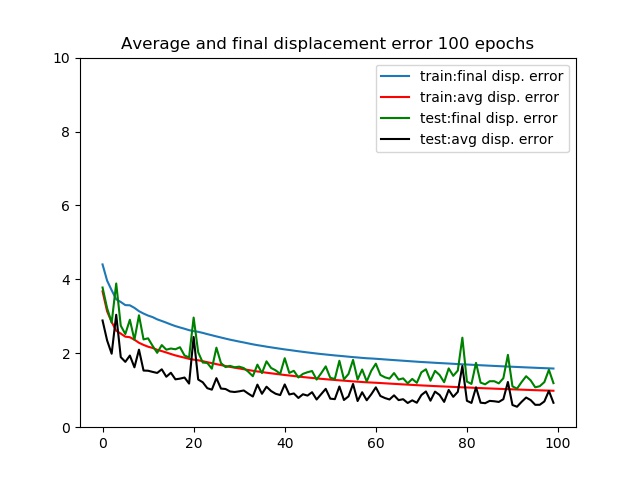 Average and final displacement error 100 epochs
10
8
6
4
2
0
train:final disp. error
train:avg disp. error
test:final disp. error
test:avg disp. error
0 20 40 60 80 100